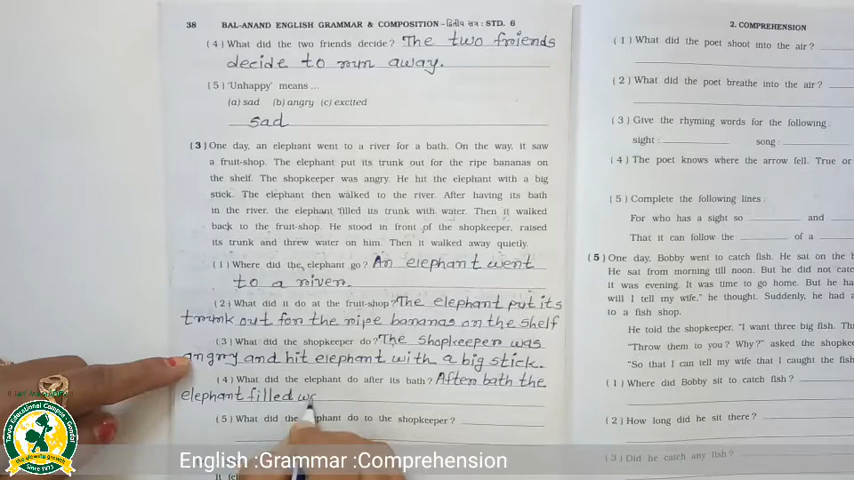 38 BAL-ANAND ENGLISH GRAMMAR & COMPOSITION - દ્વિતીય સત્ર : STD. 6
(4) What did the two friends decide? The two friends
decide to run away.
(5) 'Unhappy' means ...
(a) sad (b) angry (c) excited
sad
(3) One day, an elephant went to a river for a bath. On the way, it saw
a fruit-shop. The elephant put its trunk out for the ripe bananas on
the shelf. The shopkeeper was angry. He hit the elephant with a big
stick. The elephant then walked to the river. After having its bath
in the river, the elephant filled its trunk with water. Then it walked
back to the fruit-shop. He stood in front of the shopkeeper, raised
its trunk and threw water on him. Then it walked away quietly.
(1) Where did the elephant go? An elephant went
to a river.
(2) What did it do at the fruit-shop? The elephant put its
trunk out for the ripe bananas on the shelf
(3) What did the shopkeeper do? The Shopkeeper was
angry and hit elephant with a big stick.
(4) What did the elephant do after its bath? After bath the
elephant filled wa
(5) What did the elephant do to the shopkeeper?
2. COMPREHENSION
(1) What did the poet shoot into the air?
(2) What did the poet breathe into the air?
(3) Give the rhyming words for the following
sight : song :
(4) The poet knows where the arrow fell. True or
(5) Complete the following lines
For who has a sight so and
That it can follow the of a
(5) One day, Bobby went to catch fish. He sat on the b
He sat from morning till noon. But he did not catc
it was evening. It was time to go home. But he ha
will I tell my wife,' he thought. Suddenly, he had a
to a fish shop.
He told the shopkeeper, "I want three big fish. Th
"Throw them to you? Why?" asked the shopke
"So that I can tell my wife that I caught the fish
(1) Where did Bobby sit to catch fish?
(2) How long did he sit there?
(3) Did he catch any fish?
English :Grammar :Comprehension